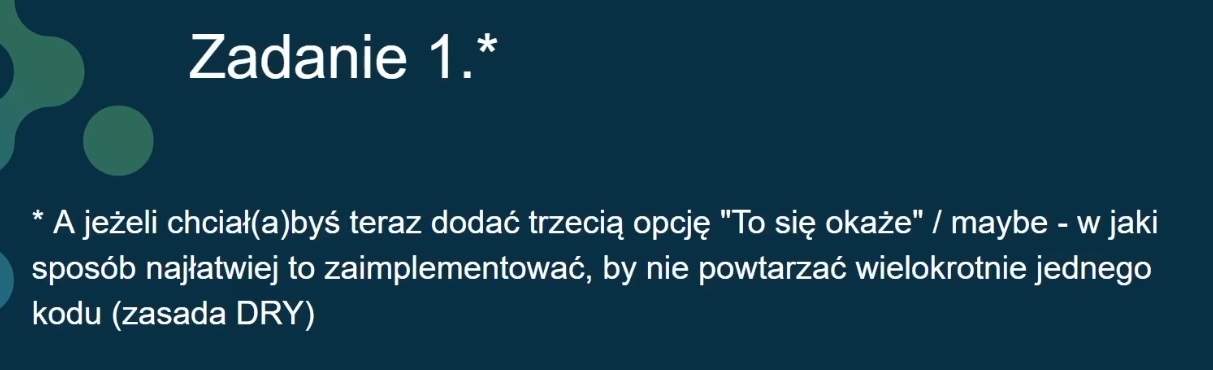 Zadanie 1.*
* A jeżeli chciał(a)byś teraz dodać trzecią opcję "To się okaże" / maybe - w jaki
sposób najłatwiej to zaimplementować, by nie powtarzać wielokrotnie jednego
kodu (zasada DRY)